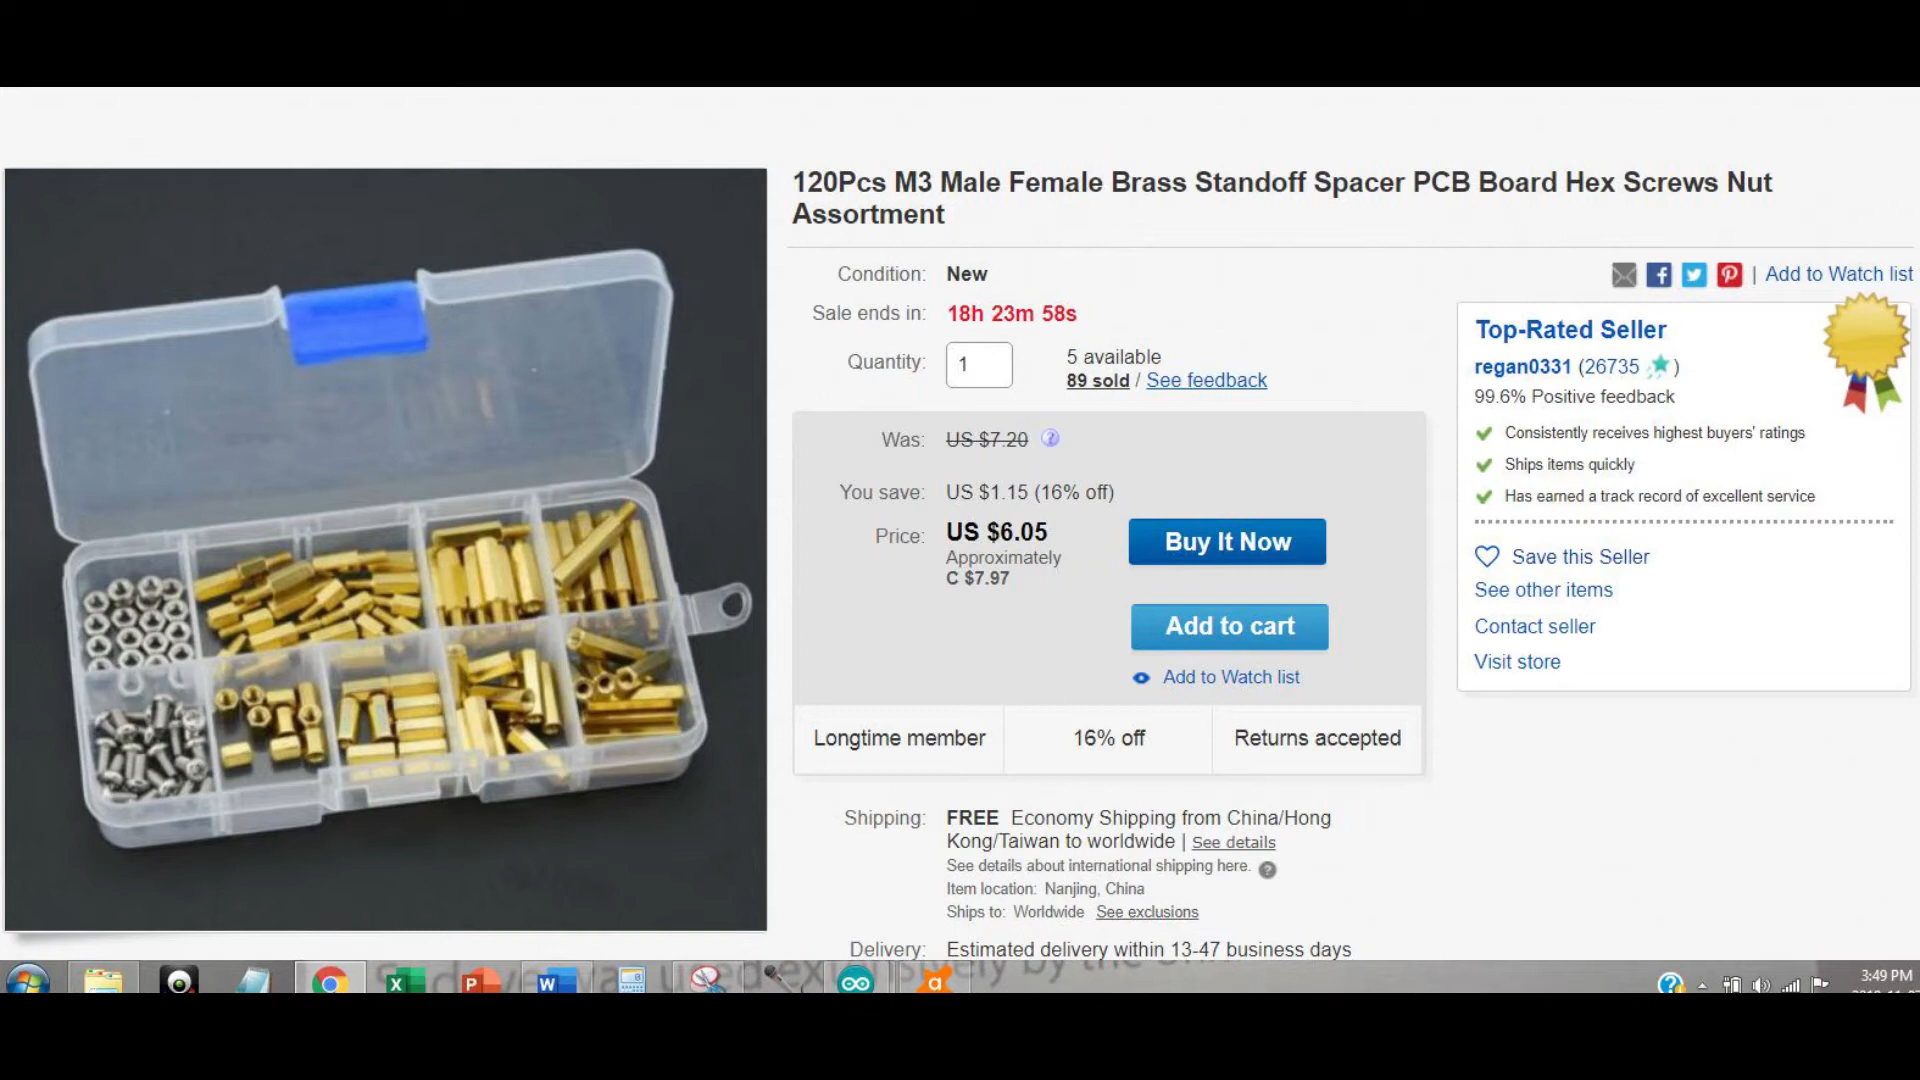 120Pcs M3 Male Female Brass Standoff Spacer PCB Board Hex Screws Nut
Assortment
Condition: New
| Add to Watch list
Sale ends in: 18h 23m 58s
Quantity: 1
5 available
89 sold / See feedback
Top-Rated Seller
regan0331 (26735 )
99.6% Positive feedback
Consistently receives highest buyers' ratings
Ships items quickly
Has earned a track record of excellent service
Save this Seller
See other items
Contact seller
Visit store
Was: US $7.20 ?
You save: US $1.15 (16% off)
Price: US $6.05
Approximately
C $7.97
Buy It Now
Add to cart
Add to Watch list
Longtime member 16% off Returns accepted
Shipping: FREE Economy Shipping from China/Hong
Kong/Taiwan to worldwide | See details
See details about international shipping here. ?
Item location: Nanjing, China
Ships to: Worldwide See exclusions
Delivery: Estimated delivery within 13-47 business days
3:49 PM